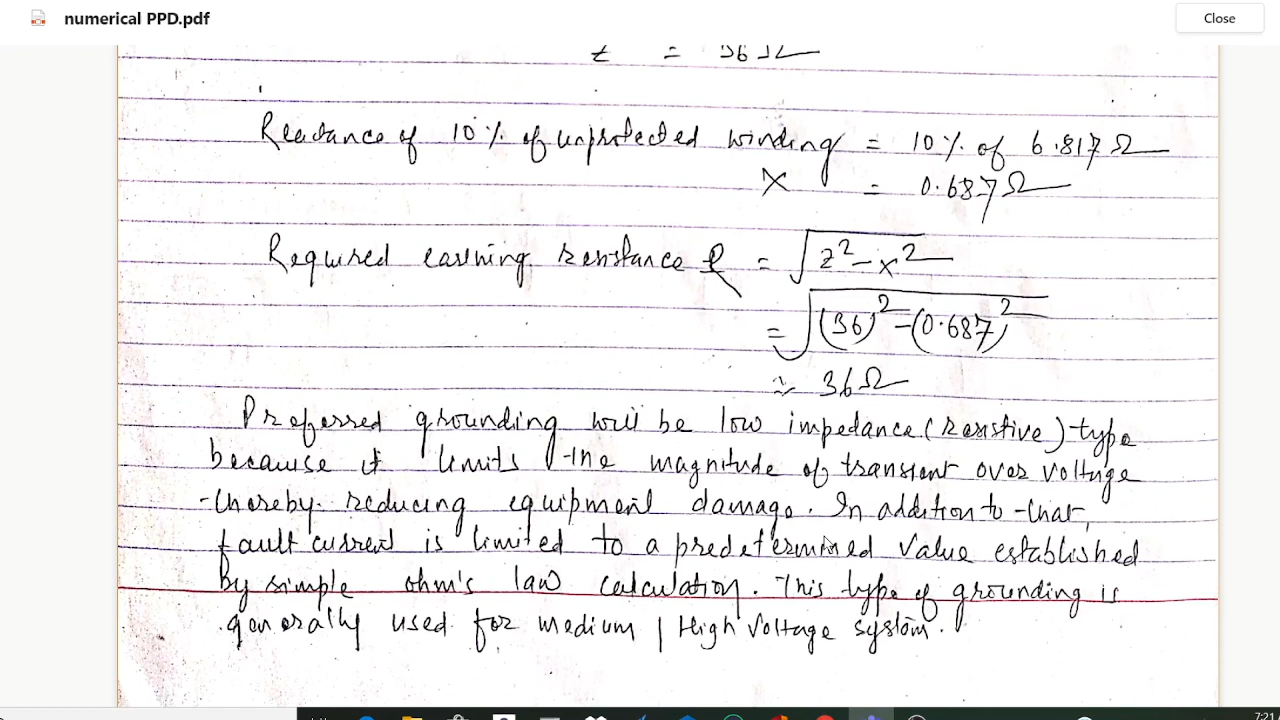 numerical PPD.pdf
Close
z = 36 Ω
Reactance of 10% of unprotected winding = 10% of 6.817 Ω
X = 0.687 Ω
Required earthing resistance R = √z² - x²
= √(36)² - (0.687)²
≈ 36 Ω
Preferred grounding will be low impedance (resistive) type
because it limits the magnitude of transient over voltage
thereby reducing equipment damage. In addition to that,
fault current is limited to a predetermined value established
by simple ohm's law calculation. This type of grounding is
generally used for medium / High voltage system.
7:21